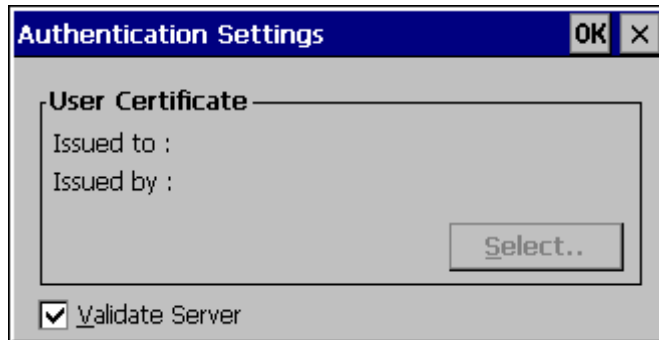 Authentication Settings OK ×
User Certificate
Issued to :
Issued by :
Select..
Validate Server